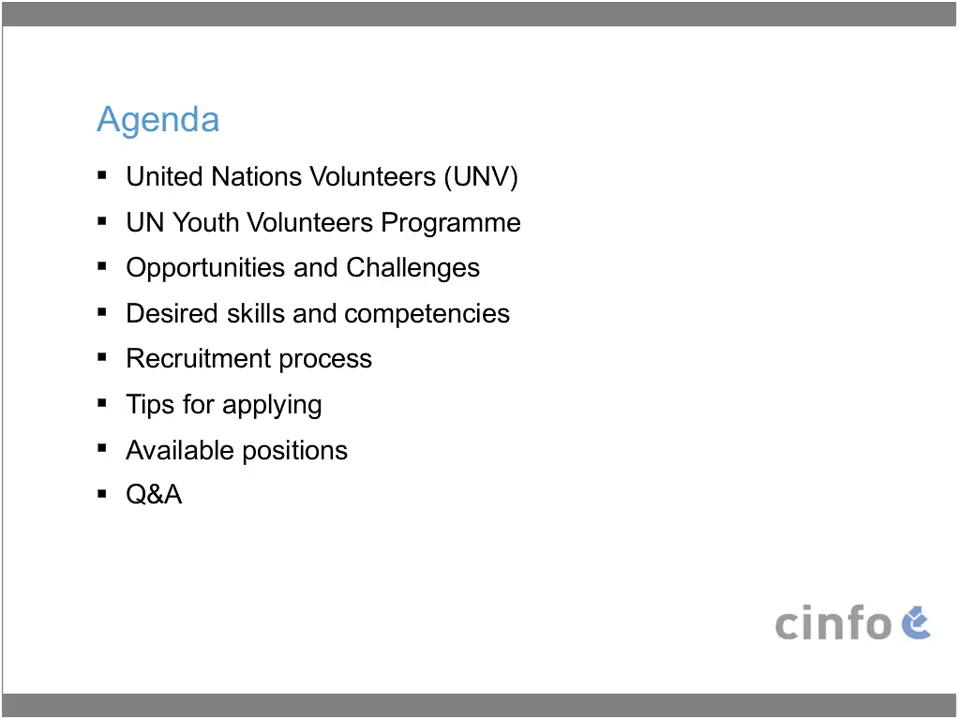 Agenda
▪ United Nations Volunteers (UNV)
▪ UN Youth Volunteers Programme
▪ Opportunities and Challenges
▪ Desired skills and competencies
▪ Recruitment process
▪ Tips for applying
▪ Available positions
▪ Q&A
cinfo